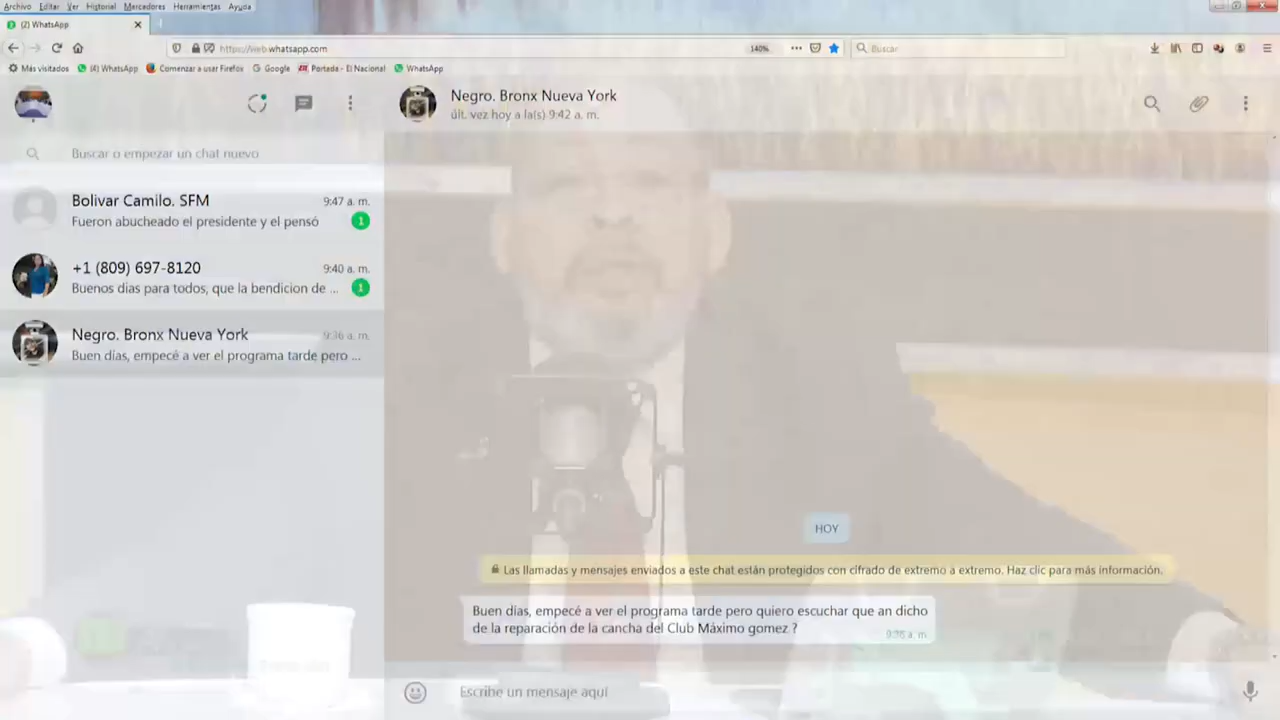 Archivo Editar Ver Historial Marcadores Herramientas Ayuda
(2) WhatsApp
https://web.whatsapp.com
140%
Buscar
Más visitados (4) WhatsApp Comenzar a usar Firefox Google Portada - El Nacional WhatsApp
Negro. Bronx Nueva York
últ. vez hoy a la(s) 9:42 a. m.
Buscar o empezar un chat nuevo
Bolivar Camilo. SFM 9:47 a. m.
Fueron abucheado el presidente y el pensó 1
+1 (809) 697-8120 9:40 a. m.
Buenos dias para todos, que la bendicion de ... 1
Negro. Bronx Nueva York 9:36 a. m.
Buen días, empecé a ver el programa tarde pero ...
HOY
Las llamadas y mensajes enviados a este chat están protegidos con cifrado de extremo a extremo. Haz clic para más información.
Buen días, empecé a ver el programa tarde pero quiero escuchar que an dicho
de la reparación de la cancha del Club Máximo gomez ?
9:36 a. m.
Escribe un mensaje aquí